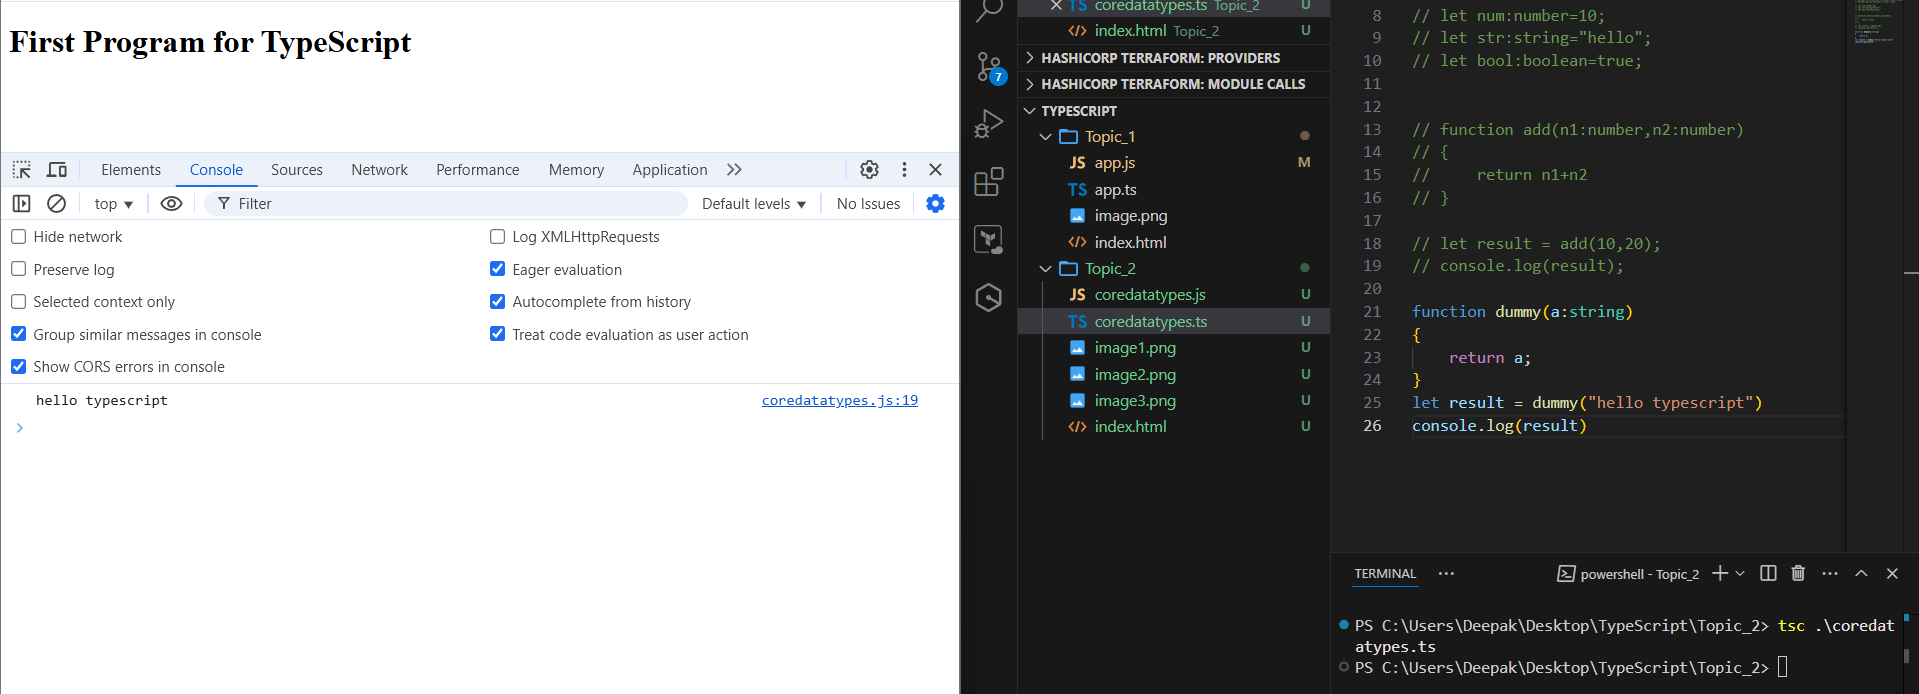 First Program for TypeScript
Elements Console Sources Network Performance Memory Application
top ▾ Filter Default levels ▾ No Issues
Hide network Log XMLHttpRequests
Preserve log Eager evaluation
Selected context only Autocomplete from history
Group similar messages in console Treat code evaluation as user action
Show CORS errors in console
hello typescript coredatatypes.js:19
7
TS coredatatypes.ts Topic_2 U
index.html Topic_2 U
HASHICORP TERRAFORM: PROVIDERS
HASHICORP TERRAFORM: MODULE CALLS
TYPESCRIPT
Topic_1
JS app.js M
TS app.ts
image.png
index.html
Topic_2
JS coredatatypes.js U
TS coredatatypes.ts U
image1.png U
image2.png U
image3.png U
index.html U
8 // let num:number=10;
9 // let str:string="hello";
10 // let bool:boolean=true;
11
12
13 // function add(n1:number,n2:number)
14 // {
15 //     return n1+n2
16 // }
17
18 // let result = add(10,20);
19 // console.log(result);
20
21 function dummy(a:string)
22 {
23     return a;
24 }
25 let result = dummy("hello typescript")
26 console.log(result)
TERMINAL ··· powershell - Topic_2
PS C:\Users\Deepak\Desktop\TypeScript\Topic_2> tsc .\coredat
atypes.ts
PS C:\Users\Deepak\Desktop\TypeScript\Topic_2>